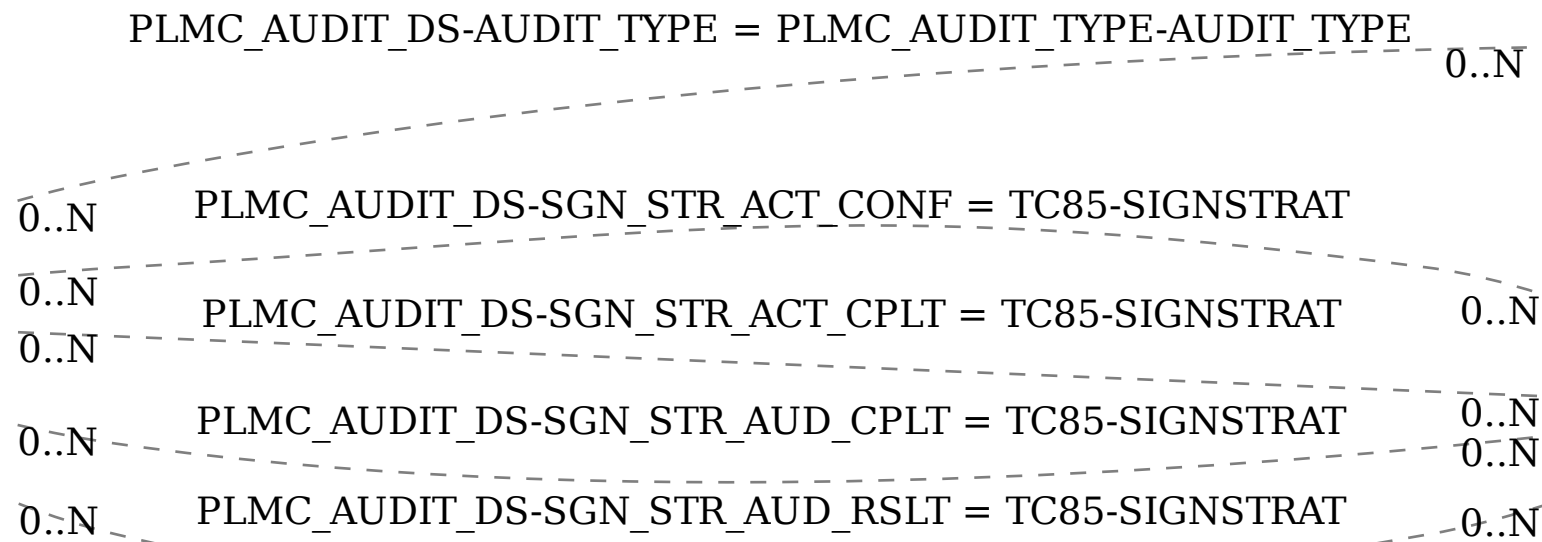 PLMC_AUDIT_DS-AUDIT_TYPE = PLMC_AUDIT_TYPE-AUDIT_TYPE
0..N
0..N
PLMC_AUDIT_DS-SGN_STR_ACT_CONF = TC85-SIGNSTRAT
0..N
PLMC_AUDIT_DS-SGN_STR_ACT_CPLT = TC85-SIGNSTRAT
0..N
0..N
PLMC_AUDIT_DS-SGN_STR_AUD_CPLT = TC85-SIGNSTRAT
0..N
0..N
0..N
0..N
PLMC_AUDIT_DS-SGN_STR_AUD_RSLT = TC85-SIGNSTRAT
0..N